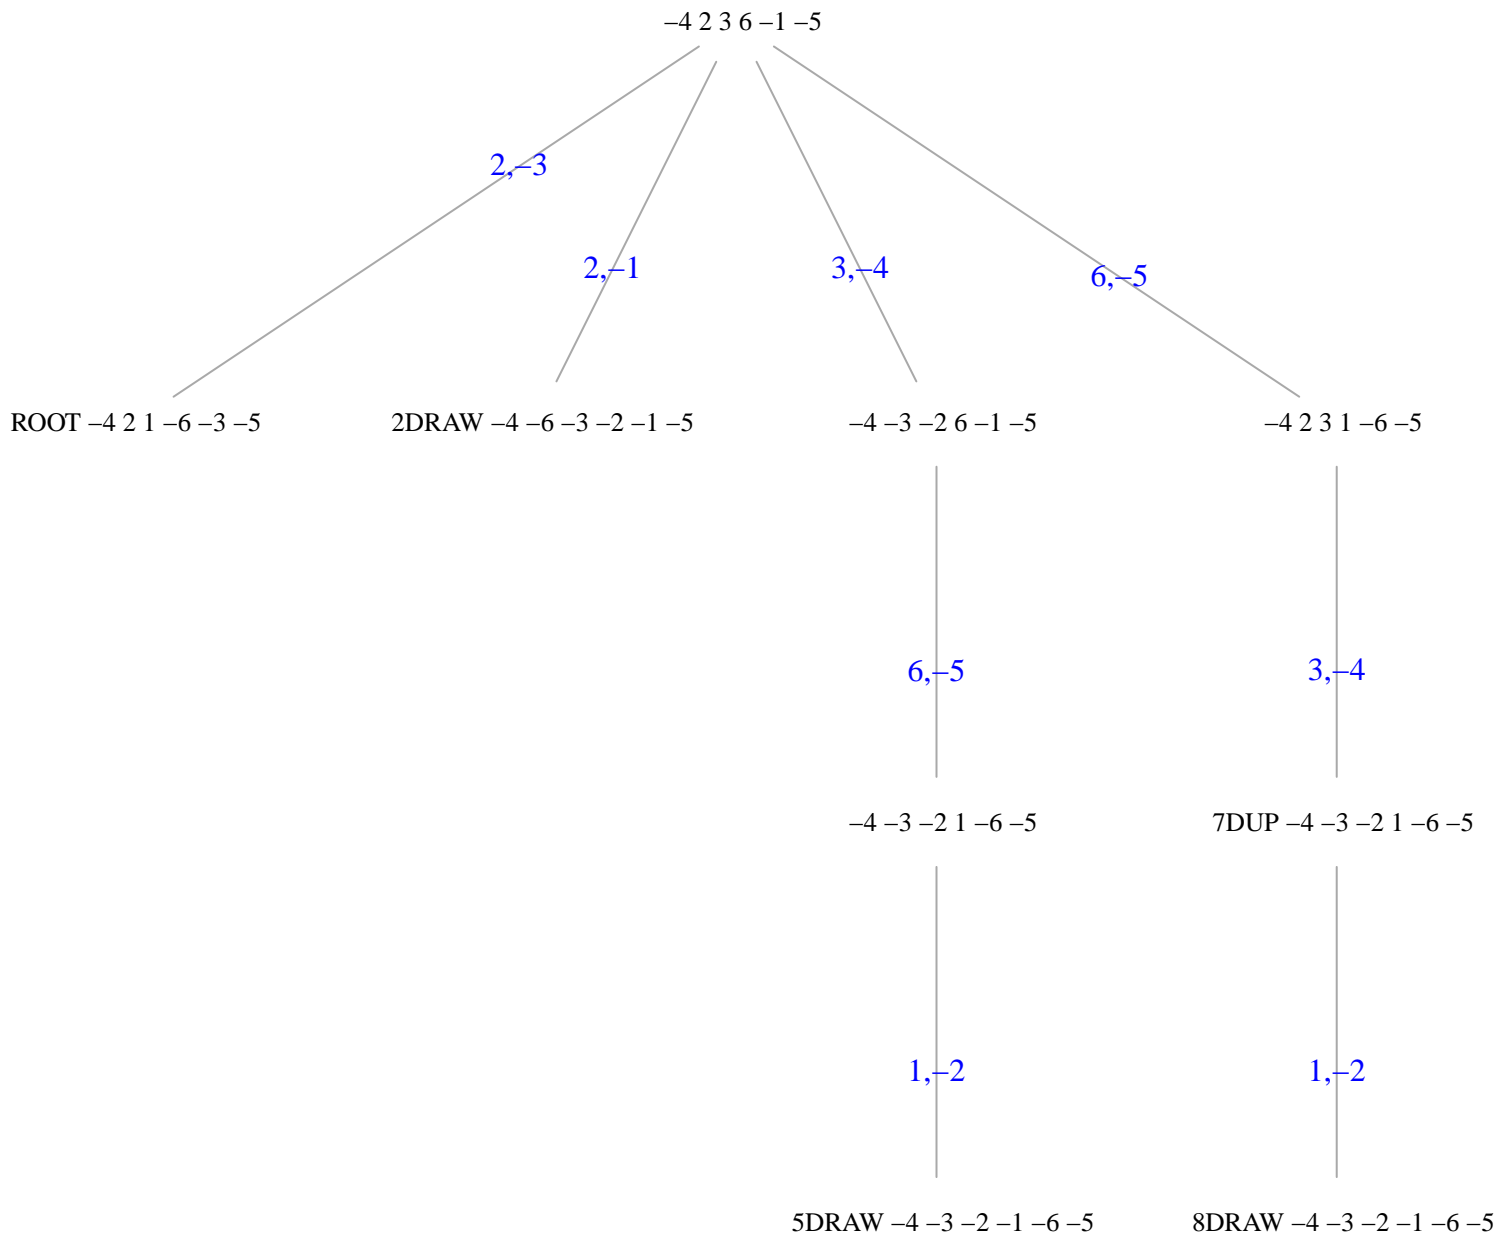 –4 2 3 6 –1 –5
2,–3
2,–1
3,–4
6,–5
ROOT –4 2 1 –6 –3 –5
2DRAW –4 –6 –3 –2 –1 –5
–4 –3 –2 6 –1 –5
–4 2 3 1 –6 –5
6,–5
3,–4
–4 –3 –2 1 –6 –5
7DUP –4 –3 –2 1 –6 –5
1,–2
1,–2
5DRAW –4 –3 –2 –1 –6 –5
8DRAW –4 –3 –2 –1 –6 –5